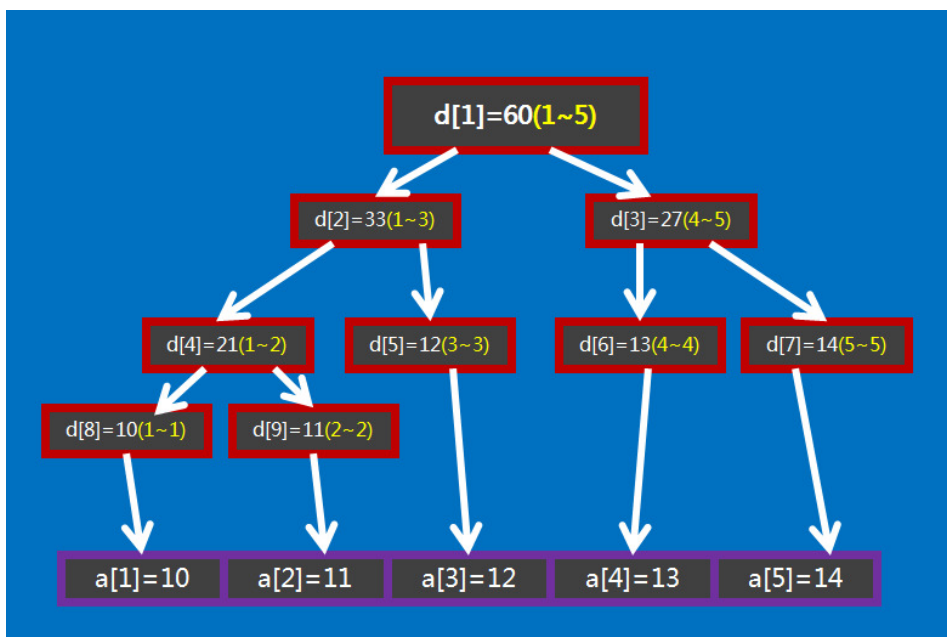 d[1]=60(1~5)
d[2]=33(1~3)
d[3]=27(4~5)
d[4]=21(1~2)
d[5]=12(3~3)
d[6]=13(4~4)
d[7]=14(5~5)
d[8]=10(1~1)
d[9]=11(2~2)
a[1]=10
a[2]=11
a[3]=12
a[4]=13
a[5]=14